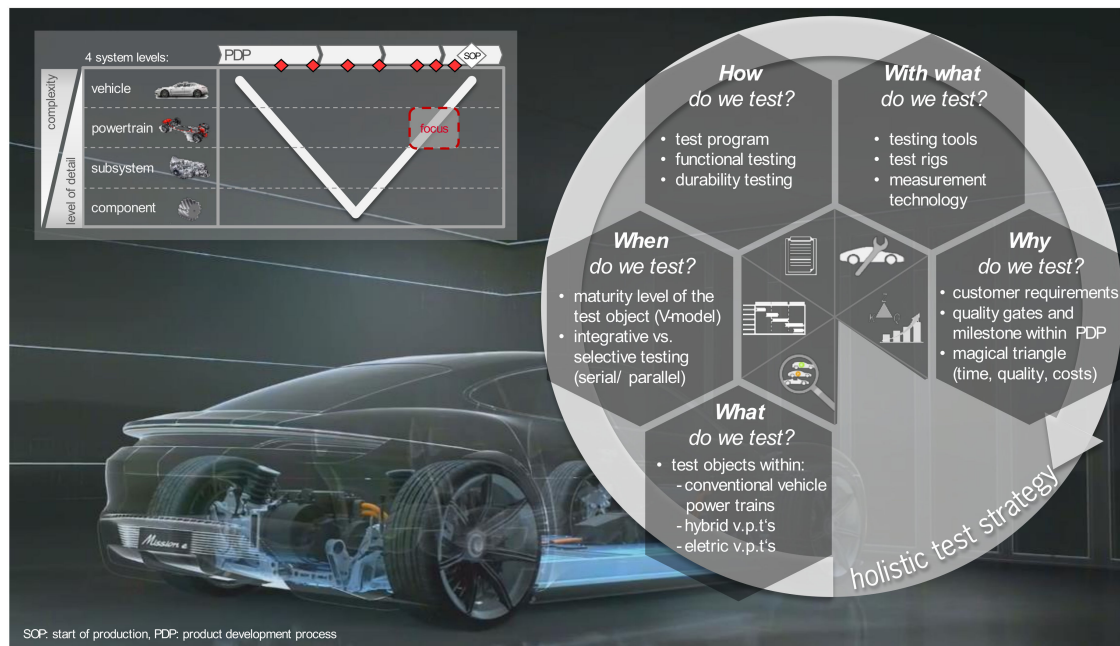 4 system levels:
PDP
SOP
complexity
level of detail
vehicle
powertrain
focus
subsystem
component
How
do we test?
• test program
• functional testing
• durability testing
With what
do we test?
• testing tools
• test rigs
• measurement
technology
When
do we test?
• maturity level of the
test object (V-model)
• integrative vs.
selective testing
(serial/ parallel)
Why
do we test?
• customer requirements
• quality gates and
milestone within PDP
• magical triangle
(time, quality, costs)
What
do we test?
• test objects within:
- conventional vehicle
power trains
- hybrid v.p.t‘s
- eletric v.p.t‘s
holistic test strategy
Mission e
SOP: start of production, PDP: product development process